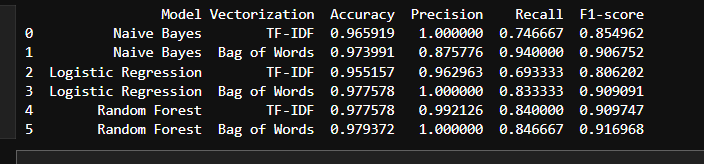 Model Vectorization Accuracy Precision Recall F1-score
0 Naive Bayes TF-IDF 0.965919 1.000000 0.746667 0.854962
1 Naive Bayes Bag of Words 0.973991 0.875776 0.940000 0.906752
2 Logistic Regression TF-IDF 0.955157 0.962963 0.693333 0.806202
3 Logistic Regression Bag of Words 0.977578 1.000000 0.833333 0.909091
4 Random Forest TF-IDF 0.977578 0.992126 0.840000 0.909747
5 Random Forest Bag of Words 0.979372 1.000000 0.846667 0.916968